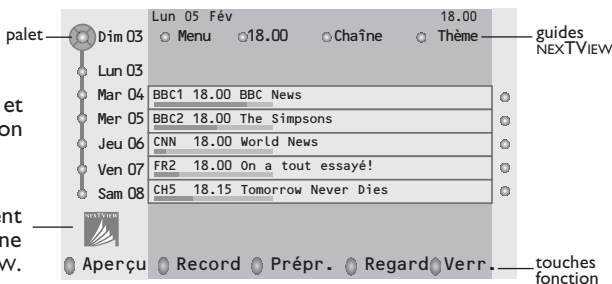 Lun 05 Fév 18.00
palet Dim 03 Menu 18.00 Chaîne Thème guides
NEXTVIEW
Lun 03
et Mar 04 BBC1 18.00 BBC News
on Mer 05 BBC2 18.00 The Simpsons
Jeu 06 CNN 18.00 World News
Ven 07 FR2 18.00 On a tout essayé!
Sam 08 CH5 18.15 Tomorrow Never Dies
ent NEXTVIEW
ne
w. Aperçu Record Prépr. Regard Verr. touches
fonction